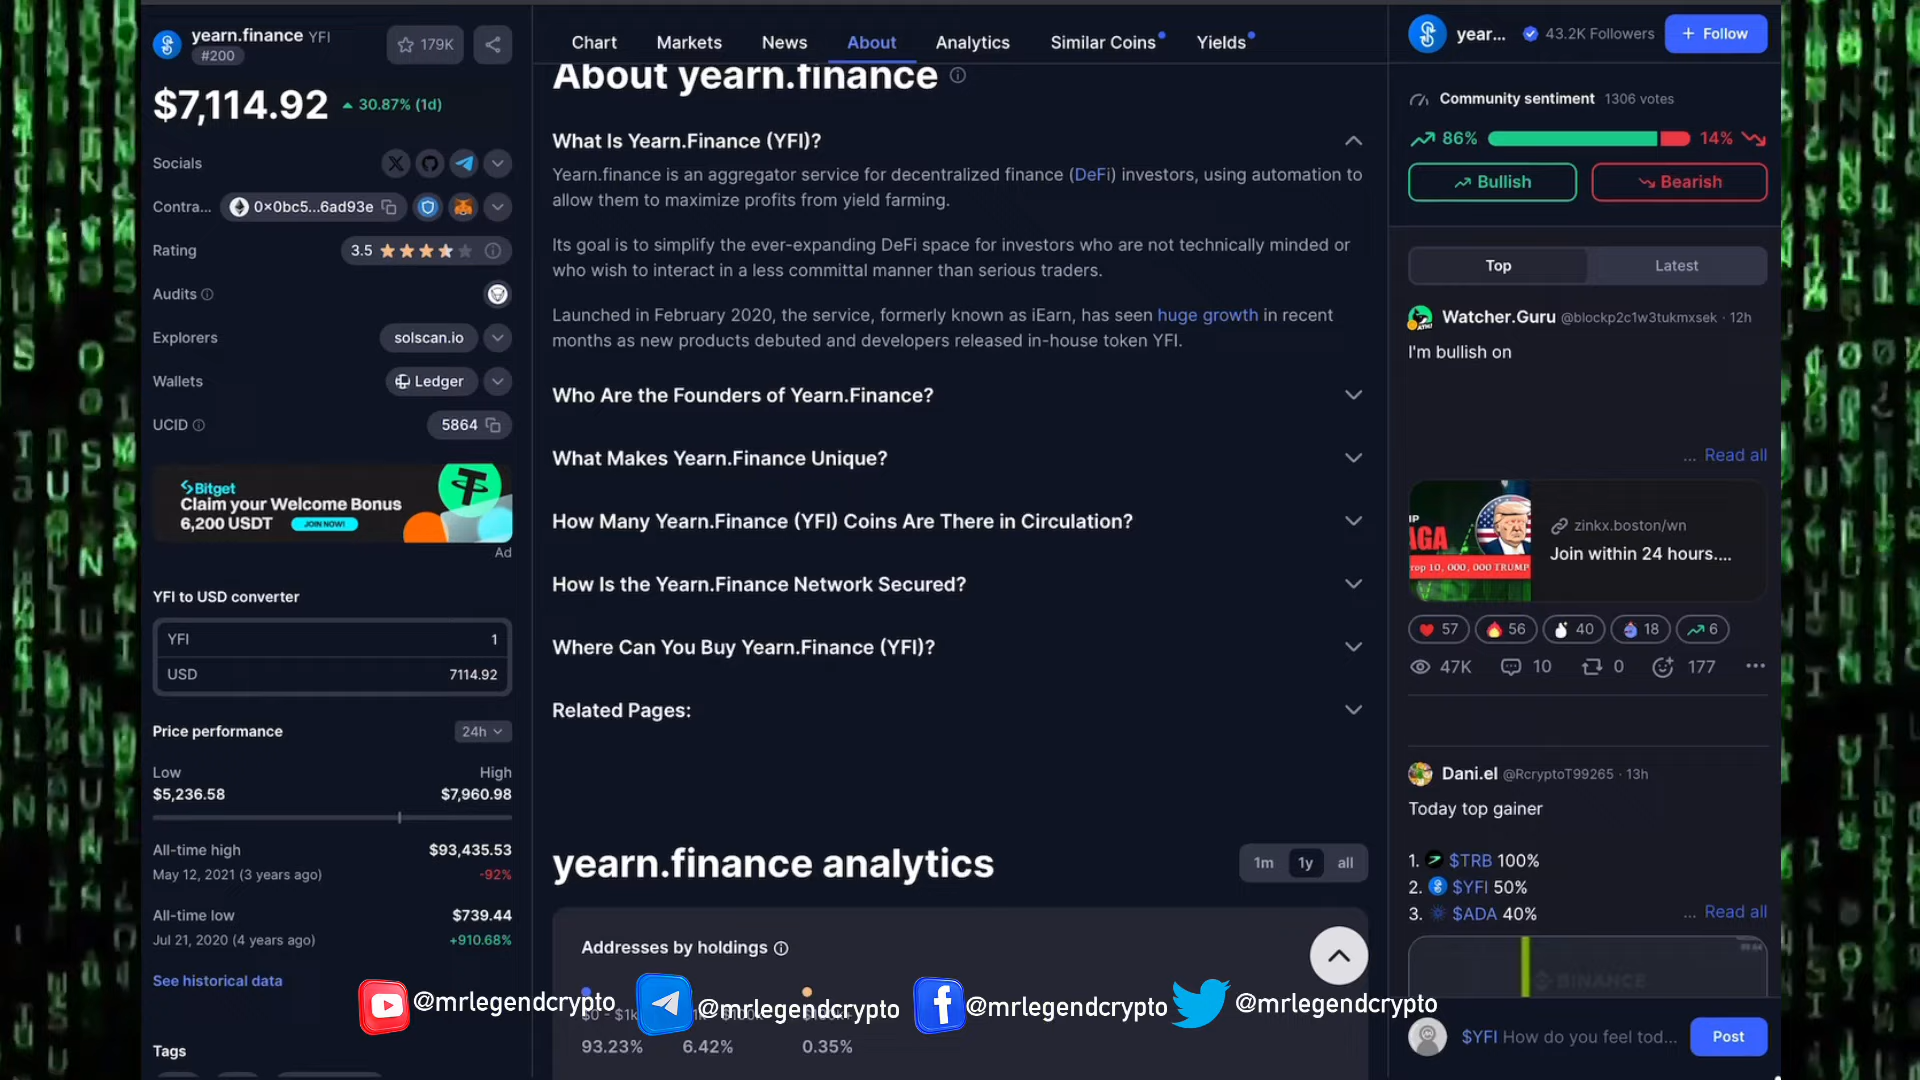 yearn.finance YFI
#200
179K
$7,114.92 30.87% (1d)
Socials
Contra... 0x0bc5...6ad93e
Rating 3.5
Audits
Explorers solscan.io
Wallets Ledger
UCID 5864
Bitget
Claim your Welcome Bonus
6,200 USDT JOIN NOW!
Ad
YFI to USD converter
YFI 1
USD 7114.92
Price performance 24h
Low High
$5,236.58 $7,960.98
All-time high $93,435.53
May 12, 2021 (3 years ago) -92%
All-time low $739.44
Jul 21, 2020 (4 years ago) +910.68%
See historical data
Tags
Chart Markets News About Analytics Similar Coins Yields
About yearn.finance
What Is Yearn.Finance (YFI)?
Yearn.finance is an aggregator service for decentralized finance (DeFi) investors, using automation to
allow them to maximize profits from yield farming.
Its goal is to simplify the ever-expanding DeFi space for investors who are not technically minded or
who wish to interact in a less committal manner than serious traders.
Launched in February 2020, the service, formerly known as iEarn, has seen huge growth in recent
months as new products debuted and developers released in-house token YFI.
Who Are the Founders of Yearn.Finance?
What Makes Yearn.Finance Unique?
How Many Yearn.Finance (YFI) Coins Are There in Circulation?
How Is the Yearn.Finance Network Secured?
Where Can You Buy Yearn.Finance (YFI)?
Related Pages:
yearn.finance analytics
1m 1y all
Addresses by holdings
$0 - $1k
93.23% 6.42% 0.35%
year... 43.2K Followers + Follow
Community sentiment 1306 votes
86% 14%
Bullish Bearish
Top Latest
Watcher.Guru @blockp2c1w3tukmxsek · 12h
I'm bullish on
... Read all
zinkx.boston/wn
Join within 24 hours....
AGA
rop 10, 000, 000 TRUMP
57 56 40 18 6
47K 10 0 177
Dani.el @RcryptoT99265 · 13h
Today top gainer
1. $TRB 100%
2. $YFI 50%
3. $ADA 40% ... Read all
BINANCE
$YFI How do you feel tod... Post
@mrlegendcrypto @mrlegendcrypto @mrlegendcrypto @mrlegendcrypto